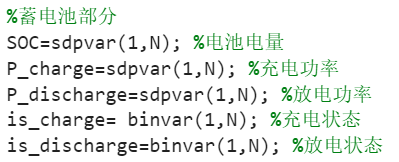 %蓄电池部分
SOC=sdpvar(1,N); %电池电量
P_charge=sdpvar(1,N); %充电功率
P_discharge=sdpvar(1,N); %放电功率
is_charge= binvar(1,N); %充电状态
is_discharge=binvar(1,N); %放电状态